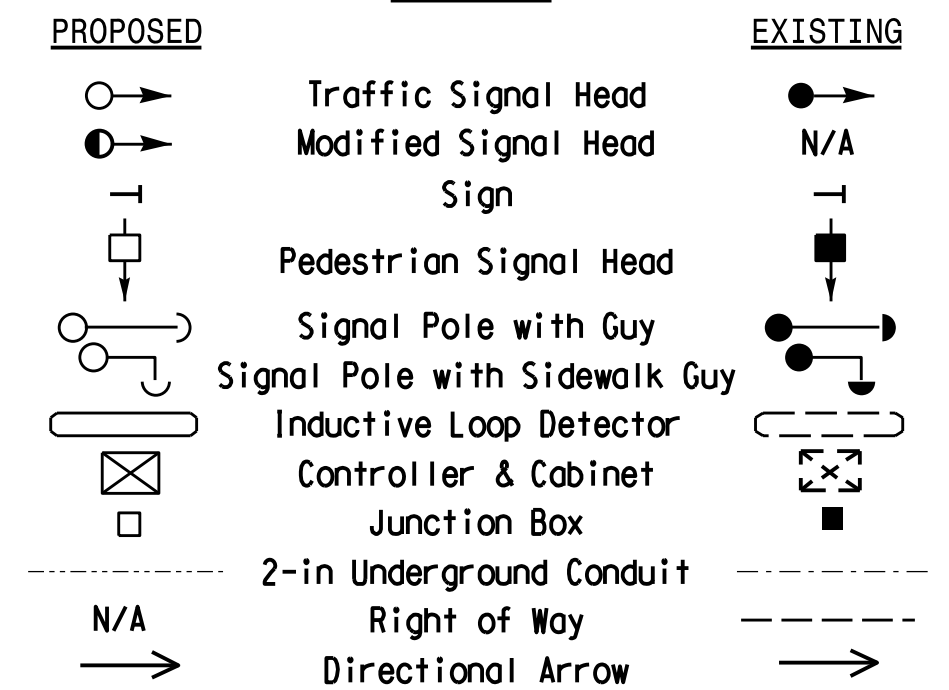 PROPOSED EXISTING
Traffic Signal Head
Modified Signal Head N/A
Sign
Pedestrian Signal Head
Signal Pole with Guy
Signal Pole with Sidewalk Guy
Inductive Loop Detector
Controller & Cabinet
Junction Box
2-in Underground Conduit
N/A Right of Way
Directional Arrow